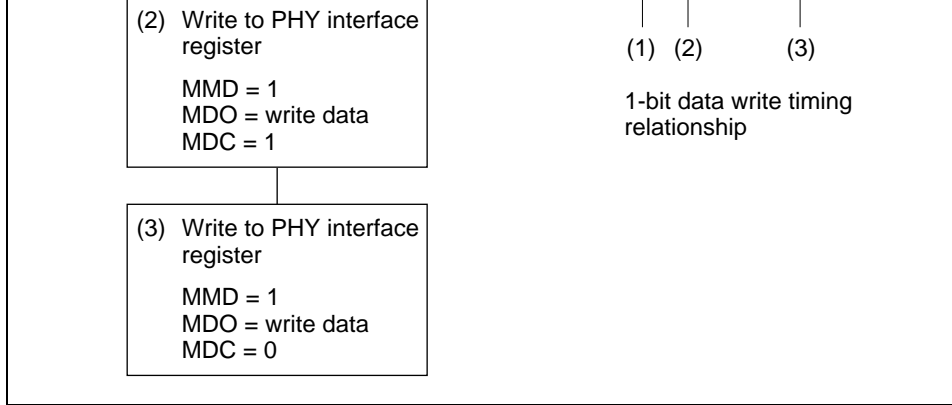 (2) Write to PHY interface
register
MMD = 1
MDO = write data
MDC = 1
(3) Write to PHY interface
register
MMD = 1
MDO = write data
MDC = 0
(1) (2) (3)
1-bit data write timing
relationship